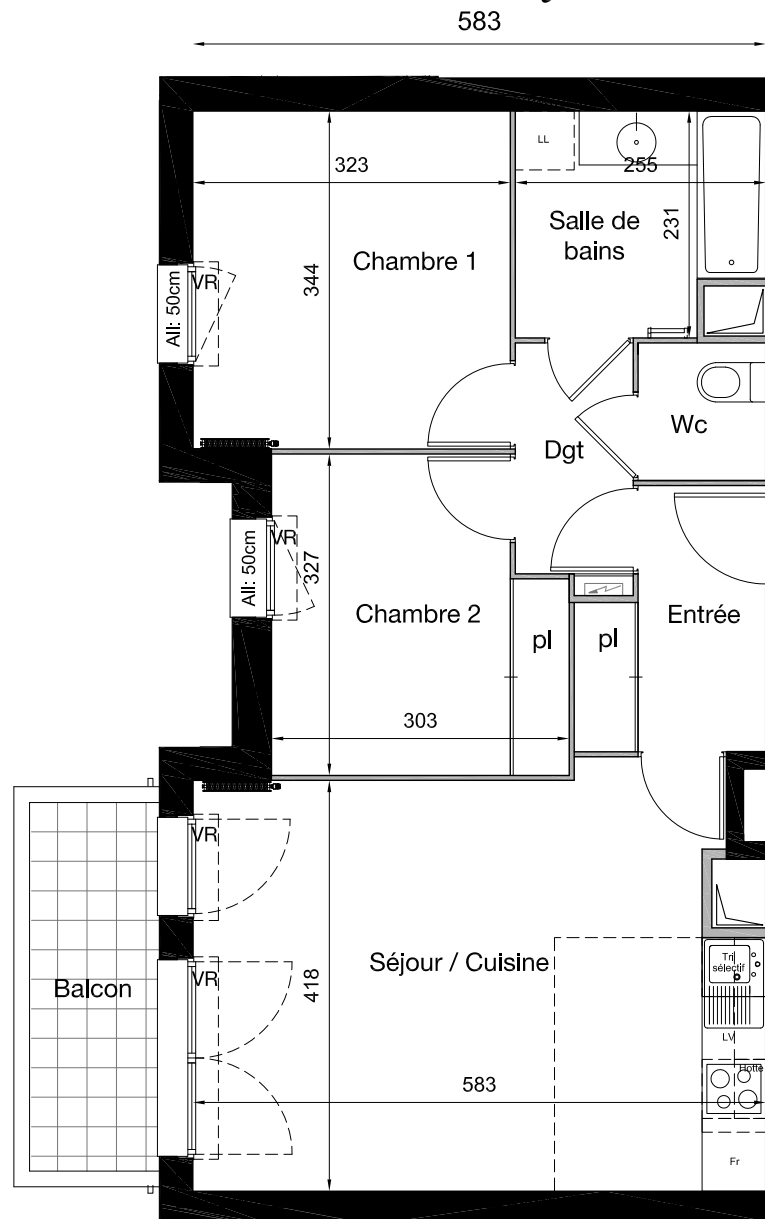 583
323
LL
255
Salle de
bains
231
Chambre 1
344
VR
All: 50cm
Wc
Dgt
VR
All: 50cm
327
Chambre 2
pl
pl
Entrée
303
VR
Séjour / Cuisine
Tri
sélectif
VR
Balcon
418
LV
Hotte
583
Fr